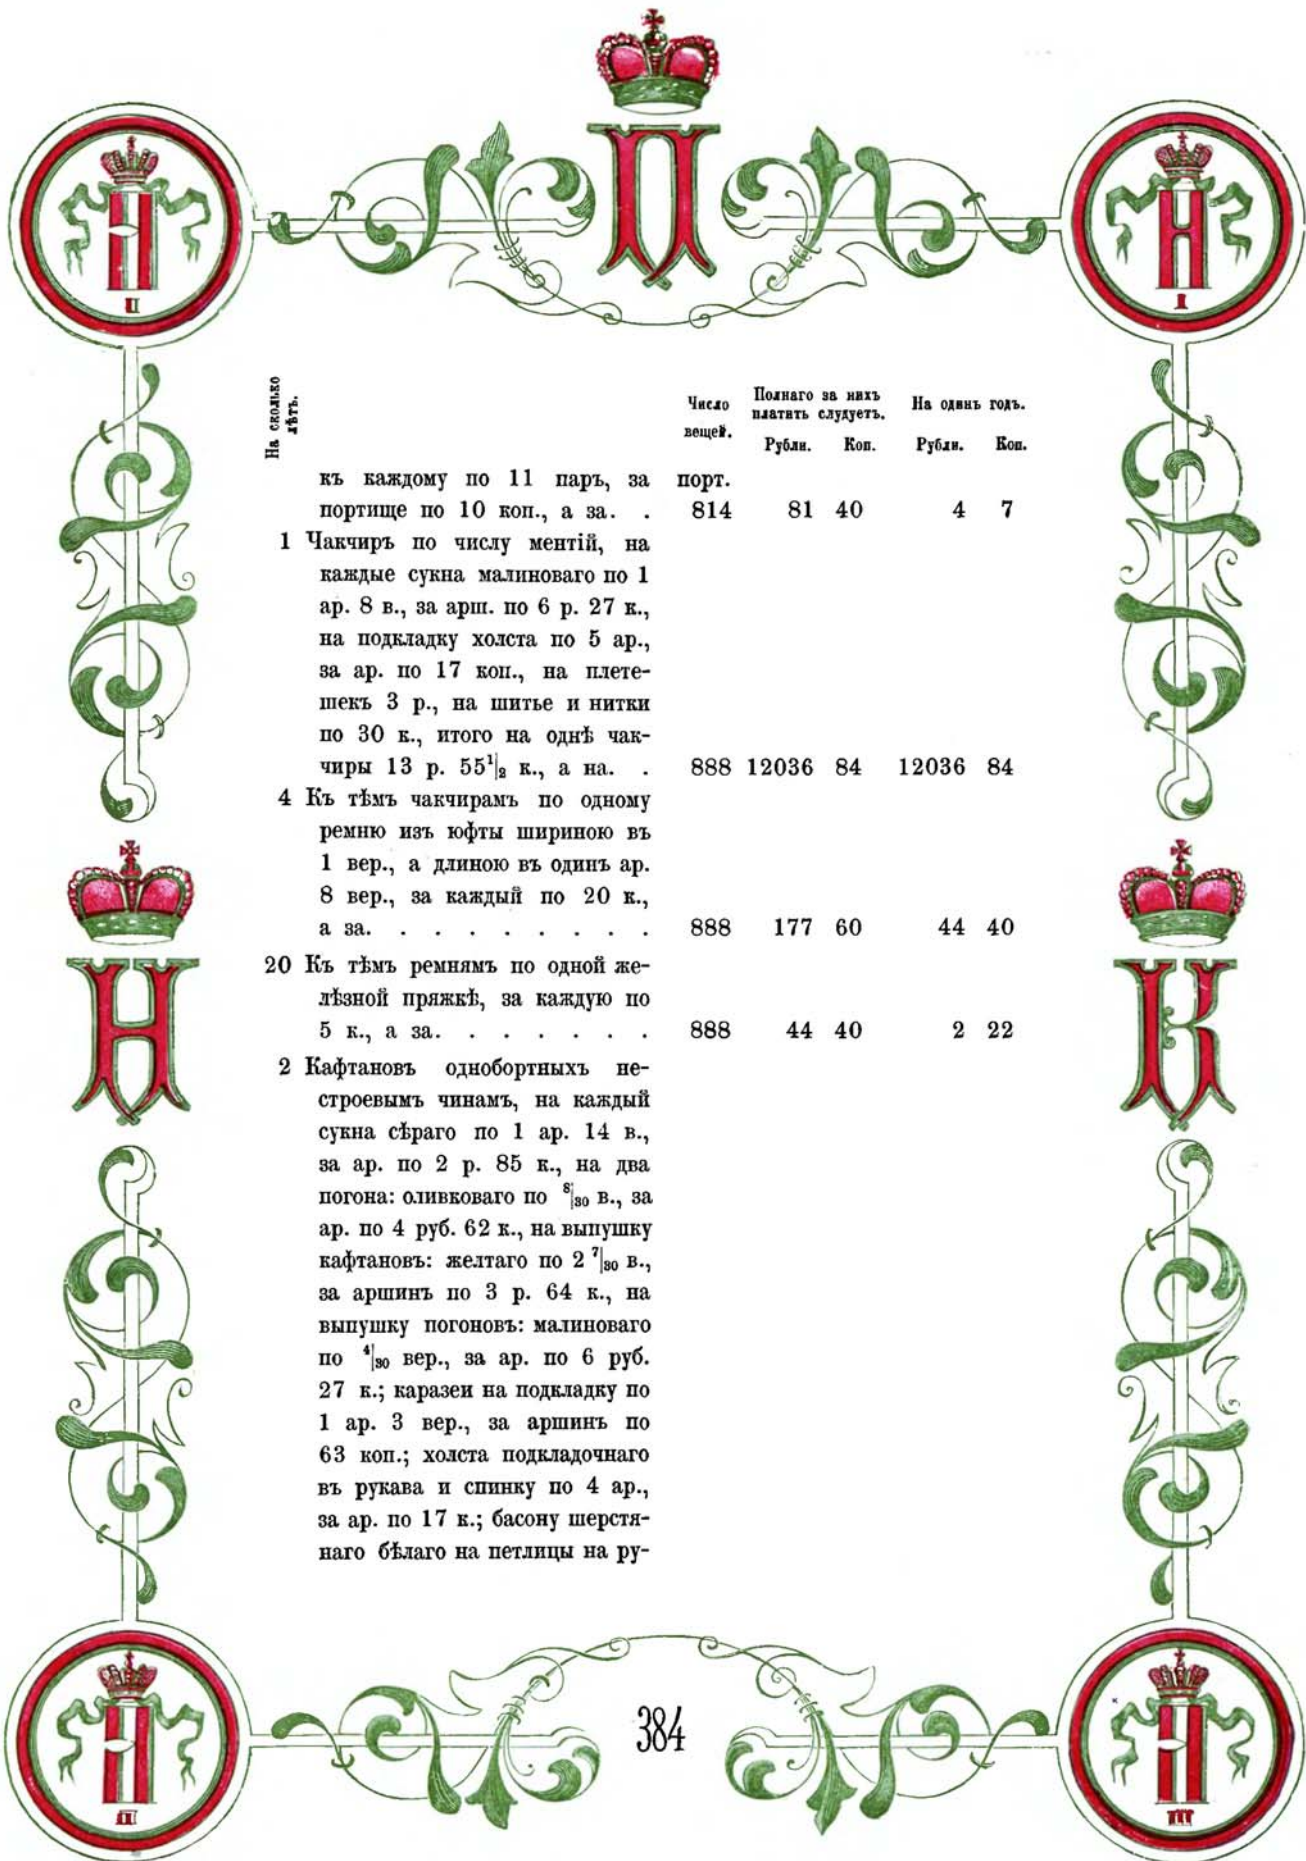 На сколько лѣтъ.
Число вещей.
Полнаго за нихъ платить слудуетъ.
На одинъ годъ.
Рубли. Коп. Рубли. Коп.
къ каждому по 11 паръ, за порт.
портище по 10 коп., а за. . 814 81 40 4 7
1 Чакчиръ по числу ментій, на
каждые сукна малиноваго по 1
ар. 8 в., за арш. по 6 р. 27 к.,
на подкладку холста по 5 ар.,
за ар. по 17 коп., на плете-
шекъ 3 р., на шитье и нитки
по 30 к., итого на однѣ чак-
чиры 13 р. 55 1|2 к., а на. . 888 12036 84 12036 84
4 Къ тѣмъ чакчирамъ по одному
ремню изъ юфты шириною въ
1 вер., а длиною въ одинъ ар.
8 вер., за каждый по 20 к.,
а за. . . . . . . . . 888 177 60 44 40
20 Къ тѣмъ ремнямъ по одной же-
лѣзной пряжкѣ, за каждую по
5 к., а за. . . . . . . 888 44 40 2 22
2 Кафтановъ однобортныхъ не-
строевымъ чинамъ, на каждый
сукна сѣраго по 1 ар. 14 в.,
за ар. по 2 р. 85 к., на два
погона: оливковаго по 8|30 в., за
ар. по 4 руб. 62 к., на выпушку
кафтановъ: желтаго по 2 7|30 в.,
за аршинъ по 3 р. 64 к., на
выпушку погоновъ: малиноваго
по 4|30 вер., за ар. по 6 руб.
27 к.; каразеи на подкладку по
1 ар. 3 вер., за аршинъ по
63 коп.; холста подкладочнаго
въ рукава и спинку по 4 ар.,
за ар. по 17 к.; басону шерстя-
наго бѣлаго на петлицы на ру-
384